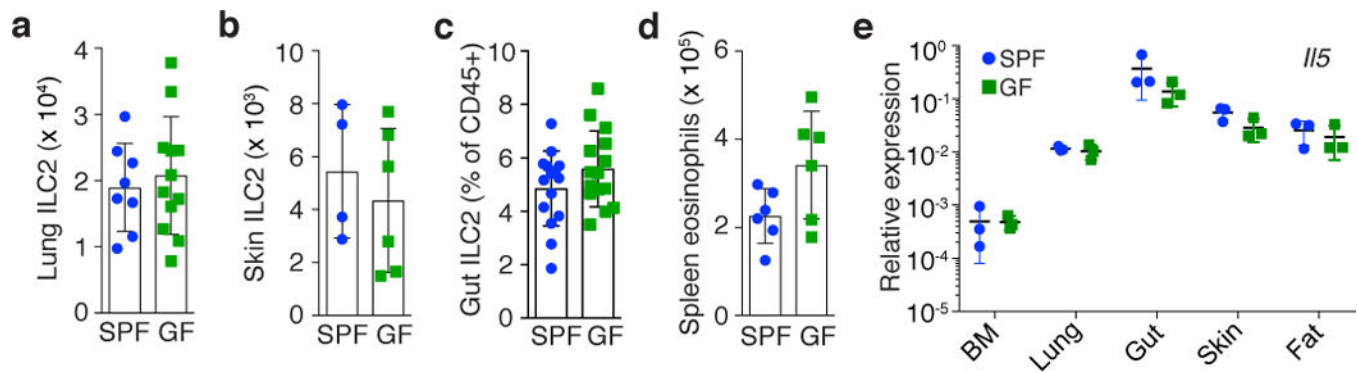 a
Lung ILC2 (x 10⁴)
4
3
2
1
0
SPF GF
b
Skin ILC2 (x 10³)
10
8
6
4
2
0
SPF GF
c
Gut ILC2 (% of CD45+)
10
8
6
4
2
0
SPF GF
d
Spleen eosinophils (x 10⁵)
6
4
2
0
SPF GF
e
Relative expression
10⁰
10⁻¹
10⁻²
10⁻³
10⁻⁴
10⁻⁵
SPF
GF
Il5
BM
Lung
Gut
Skin
Fat